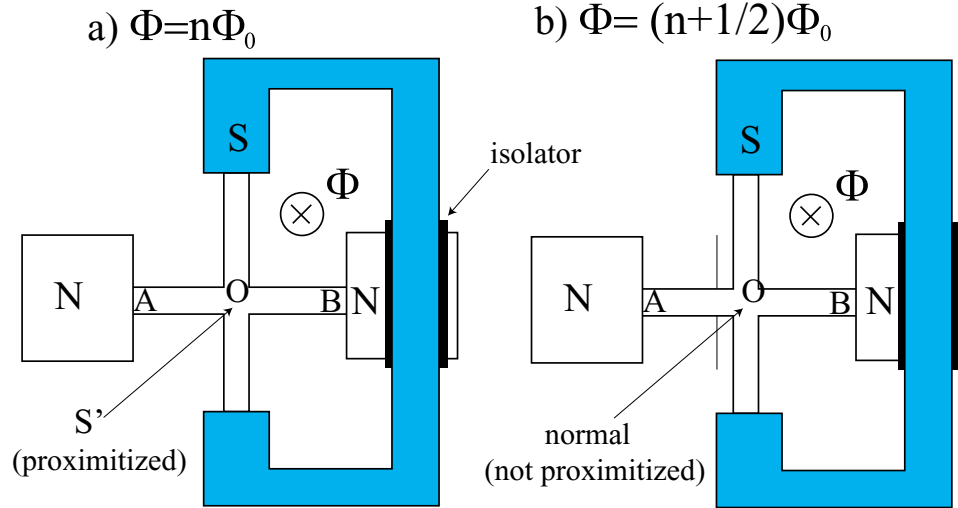 a) Φ=nΦ₀
S
Φ
isolator
N
A
O
B
N
S’
(proximitized)
b) Φ= (n+1/2)Φ₀
S
Φ
N
A
O
B
N
normal
(not proximitized)